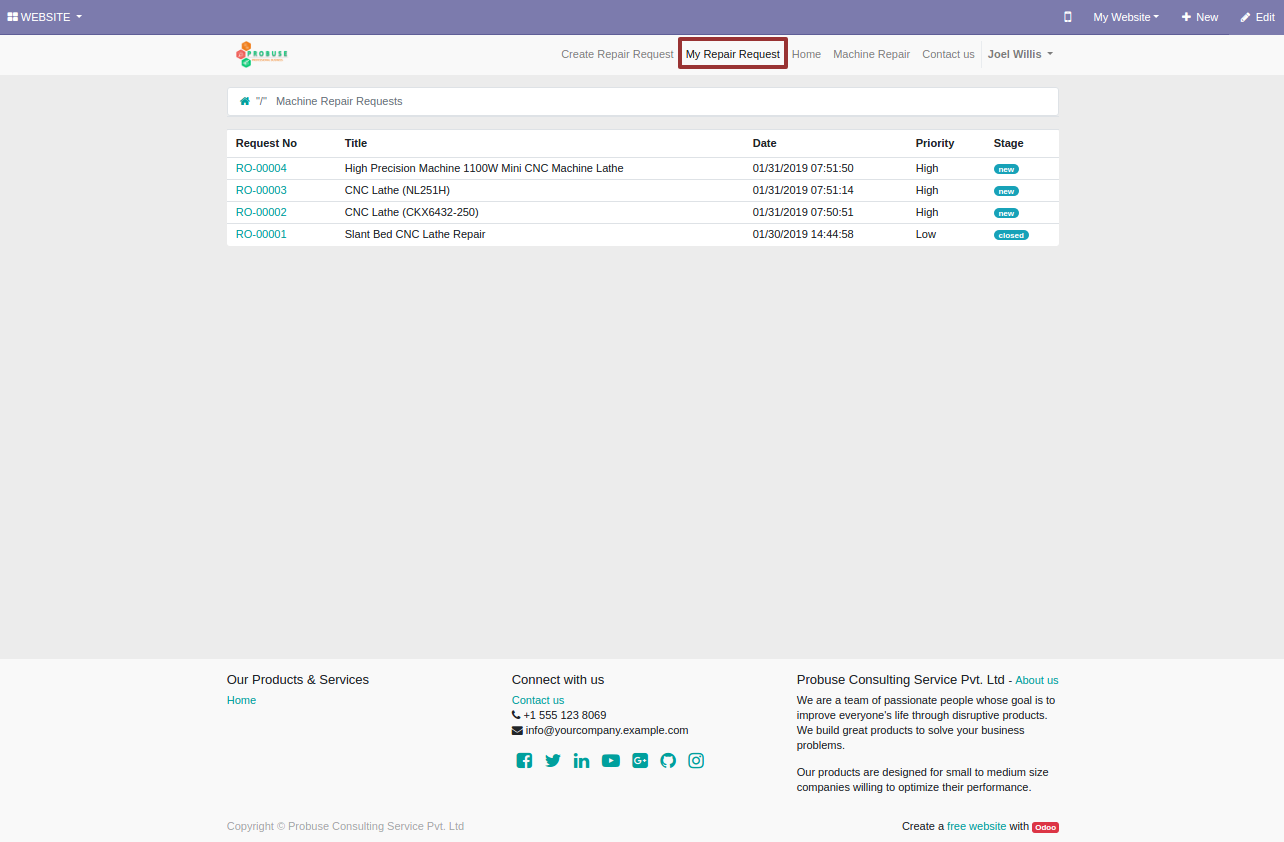 WEBSITE My Website New Edit
PROBUSE Create Repair Request My Repair Request Home Machine Repair Contact us Joel Willis
"/" Machine Repair Requests
Request No Title Date Priority Stage
RO-00004 High Precision Machine 1100W Mini CNC Machine Lathe 01/31/2019 07:51:50 High new
RO-00003 CNC Lathe (NL251H) 01/31/2019 07:51:14 High new
RO-00002 CNC Lathe (CKX6432-250) 01/31/2019 07:50:51 High new
RO-00001 Slant Bed CNC Lathe Repair 01/30/2019 14:44:58 Low closed
Our Products & Services
Home
Connect with us
Contact us
+1 555 123 8069
info@yourcompany.example.com
Probuse Consulting Service Pvt. Ltd - About us
We are a team of passionate people whose goal is to
improve everyone's life through disruptive products.
We build great products to solve your business
problems.
Our products are designed for small to medium size
companies willing to optimize their performance.
Copyright © Probuse Consulting Service Pvt. Ltd
Create a free website with Odoo